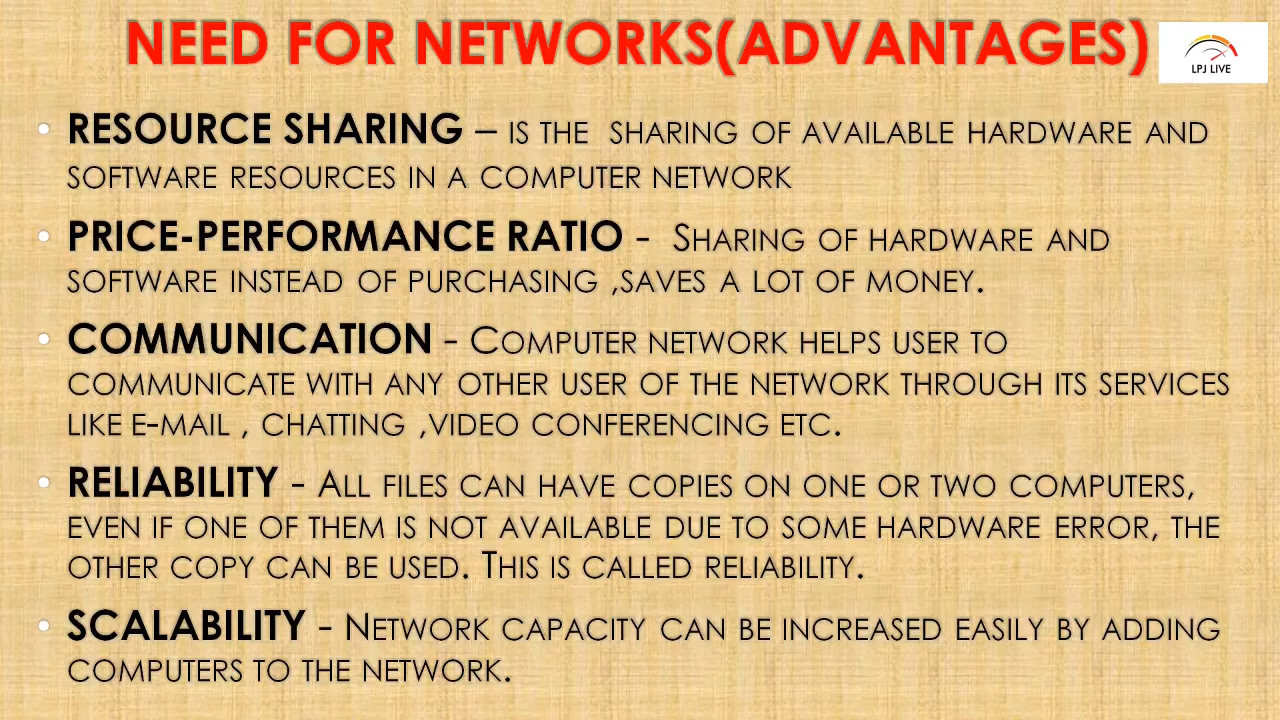 NEED FOR NETWORKS(ADVANTAGES)
LPJ LIVE
• RESOURCE SHARING – IS THE SHARING OF AVAILABLE HARDWARE AND
SOFTWARE RESOURCES IN A COMPUTER NETWORK
• PRICE-PERFORMANCE RATIO - SHARING OF HARDWARE AND
SOFTWARE INSTEAD OF PURCHASING ,SAVES A LOT OF MONEY.
• COMMUNICATION - COMPUTER NETWORK HELPS USER TO
COMMUNICATE WITH ANY OTHER USER OF THE NETWORK THROUGH ITS SERVICES
LIKE E-MAIL , CHATTING ,VIDEO CONFERENCING ETC.
• RELIABILITY - ALL FILES CAN HAVE COPIES ON ONE OR TWO COMPUTERS,
EVEN IF ONE OF THEM IS NOT AVAILABLE DUE TO SOME HARDWARE ERROR, THE
OTHER COPY CAN BE USED. THIS IS CALLED RELIABILITY.
• SCALABILITY - NETWORK CAPACITY CAN BE INCREASED EASILY BY ADDING
COMPUTERS TO THE NETWORK.